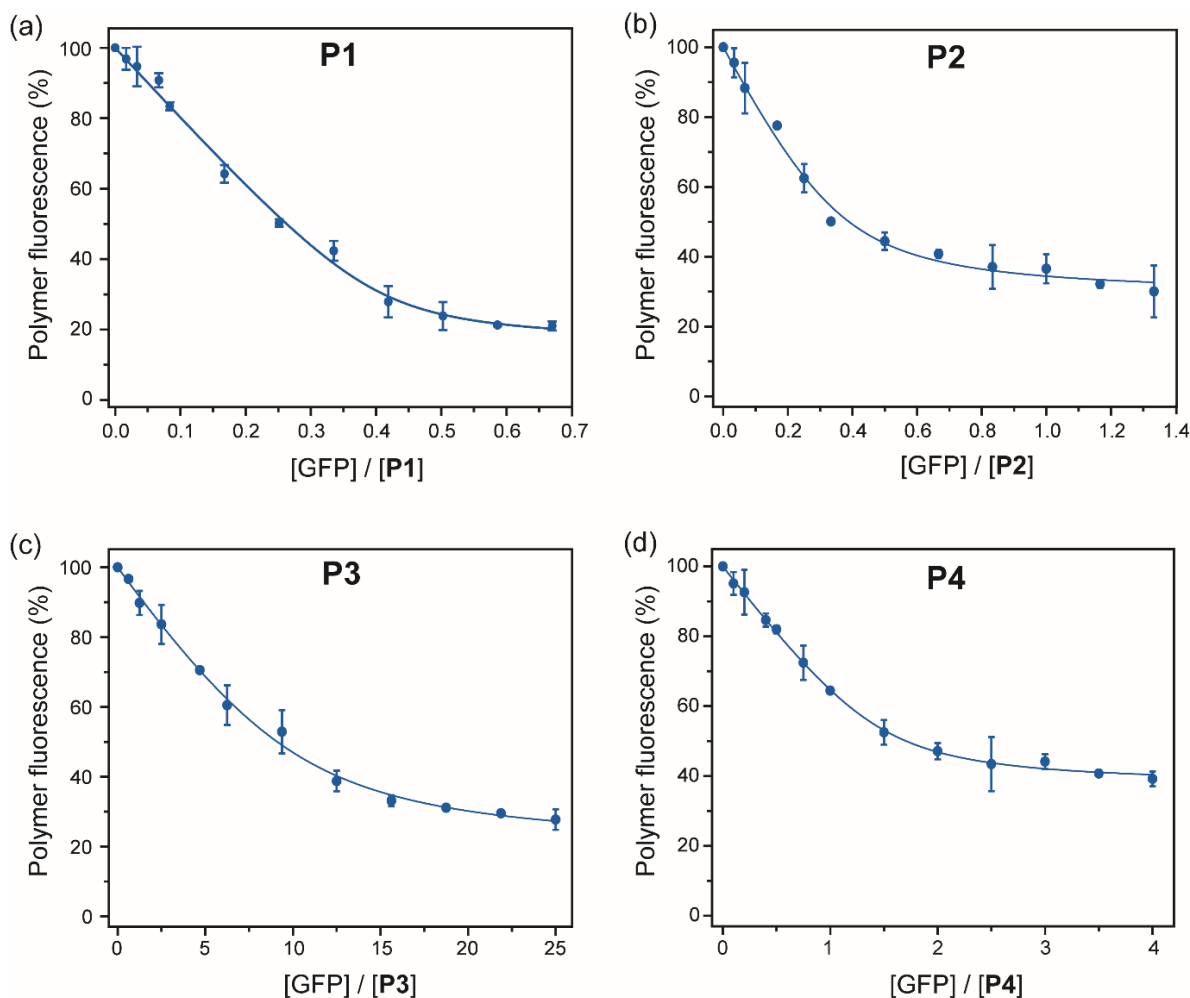 (a)
P1
Polymer fluorescence (%)
100
80
60
40
20
0
0.0 0.1 0.2 0.3 0.4 0.5 0.6 0.7
[GFP] / [P1]
(b)
P2
Polymer fluorescence (%)
100
80
60
40
20
0
0.0 0.2 0.4 0.6 0.8 1.0 1.2 1.4
[GFP] / [P2]
(c)
P3
Polymer fluorescence (%)
100
80
60
40
20
0
0 5 10 15 20 25
[GFP] / [P3]
(d)
P4
Polymer fluorescence (%)
100
80
60
40
20
0
0 1 2 3 4
[GFP] / [P4]